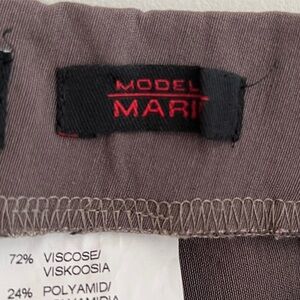 MODEL
MARI
72% VISCOSE/
VISKOOSIA
24% POLYAMID/